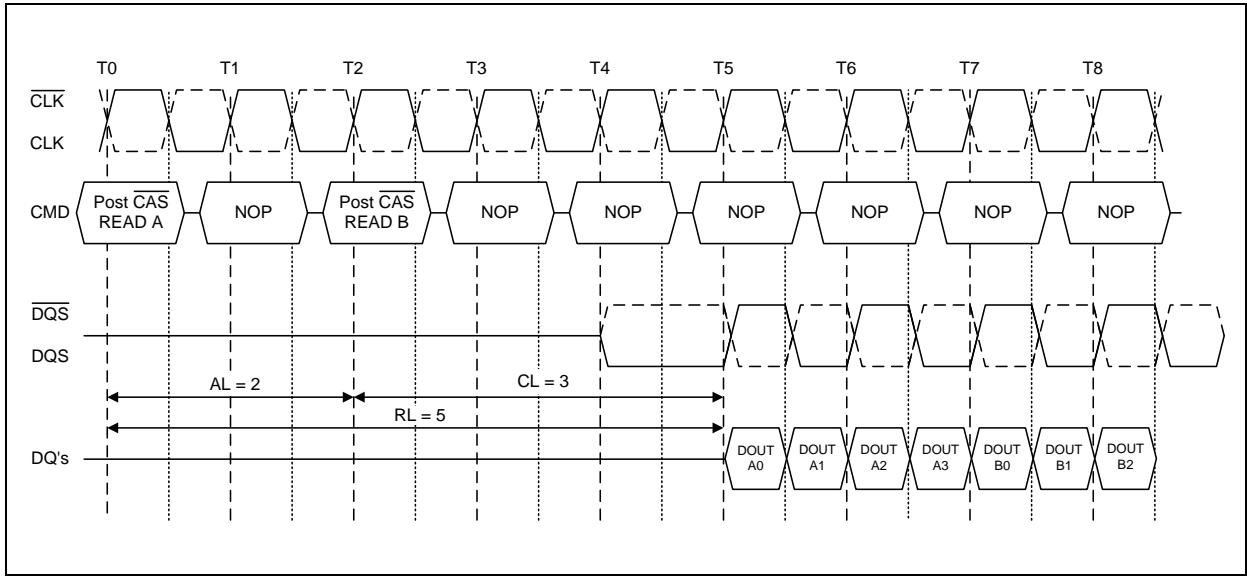 T0 T1 T2 T3 T4 T5 T6 T7 T8
CLK
CLK
CMD
Post CAS
READ A
NOP
Post CAS
READ B
NOP
NOP
NOP
NOP
NOP
NOP
DQS
DQS
AL = 2
CL = 3
RL = 5
DQ's
DOUT
A0
DOUT
A1
DOUT
A2
DOUT
A3
DOUT
B0
DOUT
B1
DOUT
B2